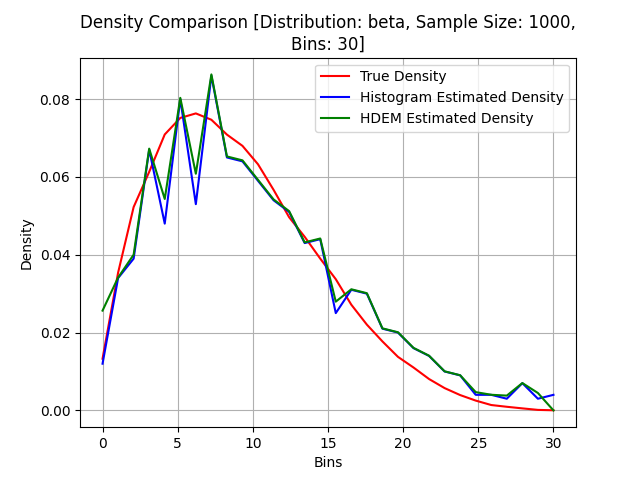 Density Comparison [Distribution: beta, Sample Size: 1000,
Bins: 30]
True Density
Histogram Estimated Density
HDEM Estimated Density
Density
0.08
0.06
0.04
0.02
0.00
0 5 10 15 20 25 30
Bins